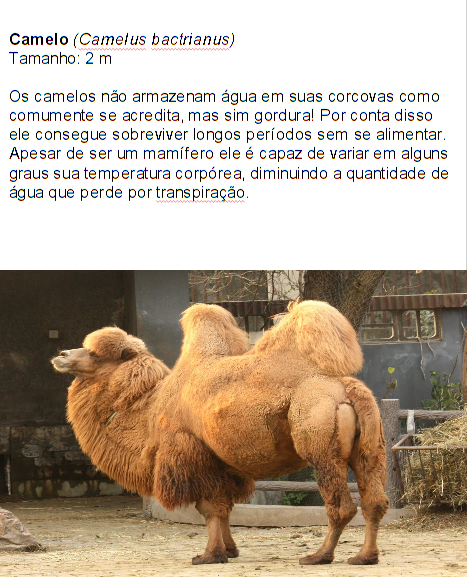 Camelo (Camelus bactrianus)
Tamanho: 2 m
Os camelos não armazenam água em suas corcovas como
comumente se acredita, mas sim gordura! Por conta disso
ele consegue sobreviver longos períodos sem se alimentar.
Apesar de ser um mamífero ele é capaz de variar em alguns
graus sua temperatura corpórea, diminuindo a quantidade de
água que perde por transpiração.